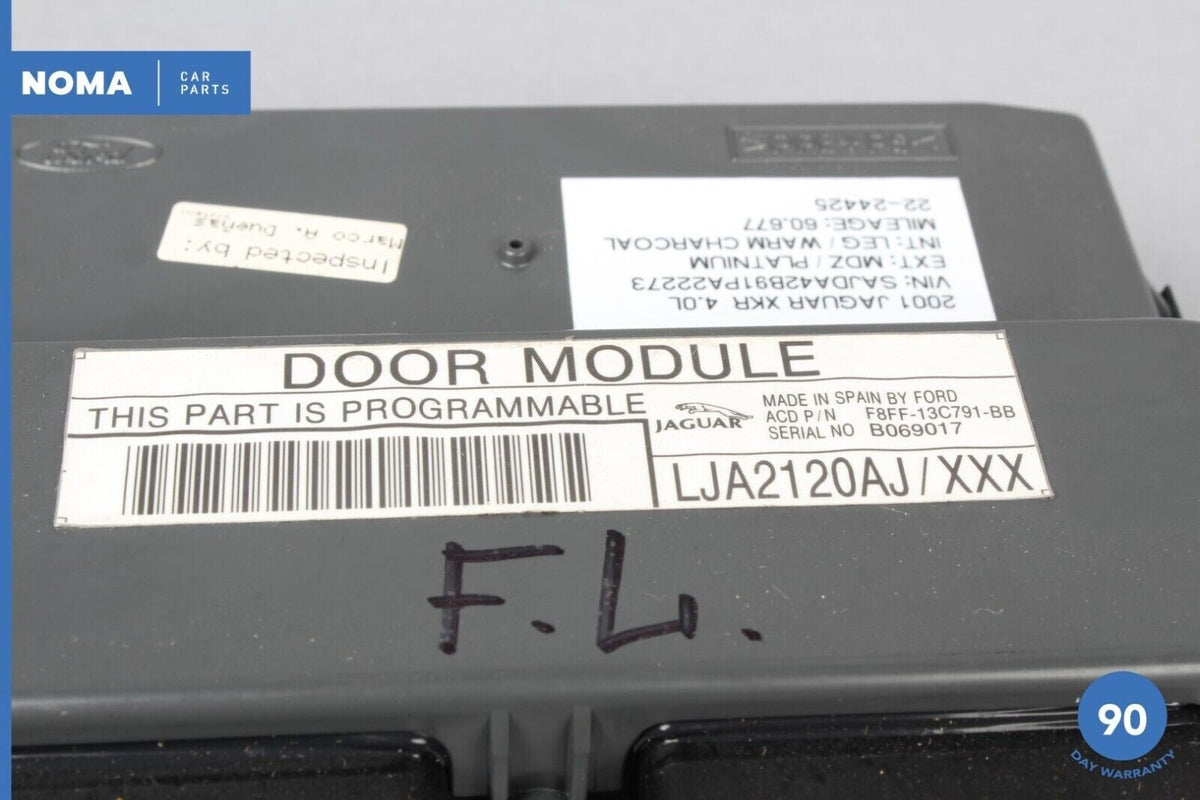 NOMA
CAR
PARTS
Inspected by:
Marco A. Dueñas
2001 JAGUAR XKR 4.0L
VIN: SAJDA42B91PA22273
EXT: MDZ / PLATNIUM
INT: LEG / WARM CHARCOAL
MILEAGE: 60.677
22-24425
DOOR MODULE
THIS PART IS PROGRAMMABLE
JAGUAR
MADE IN SPAIN BY FORD
ACD P/N F8FF-13C791-BB
SERIAL NO B069017
LJA2120AJ/XXX
F.L.
90
DAY WARRANTY